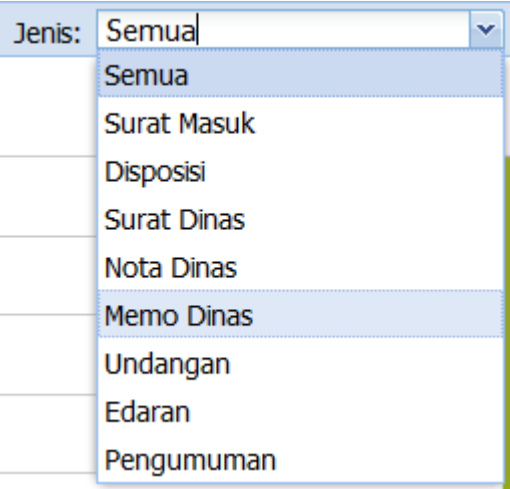 Jenis: Semua
Semua
Surat Masuk
Disposisi
Surat Dinas
Nota Dinas
Memo Dinas
Undangan
Edaran
Pengumuman